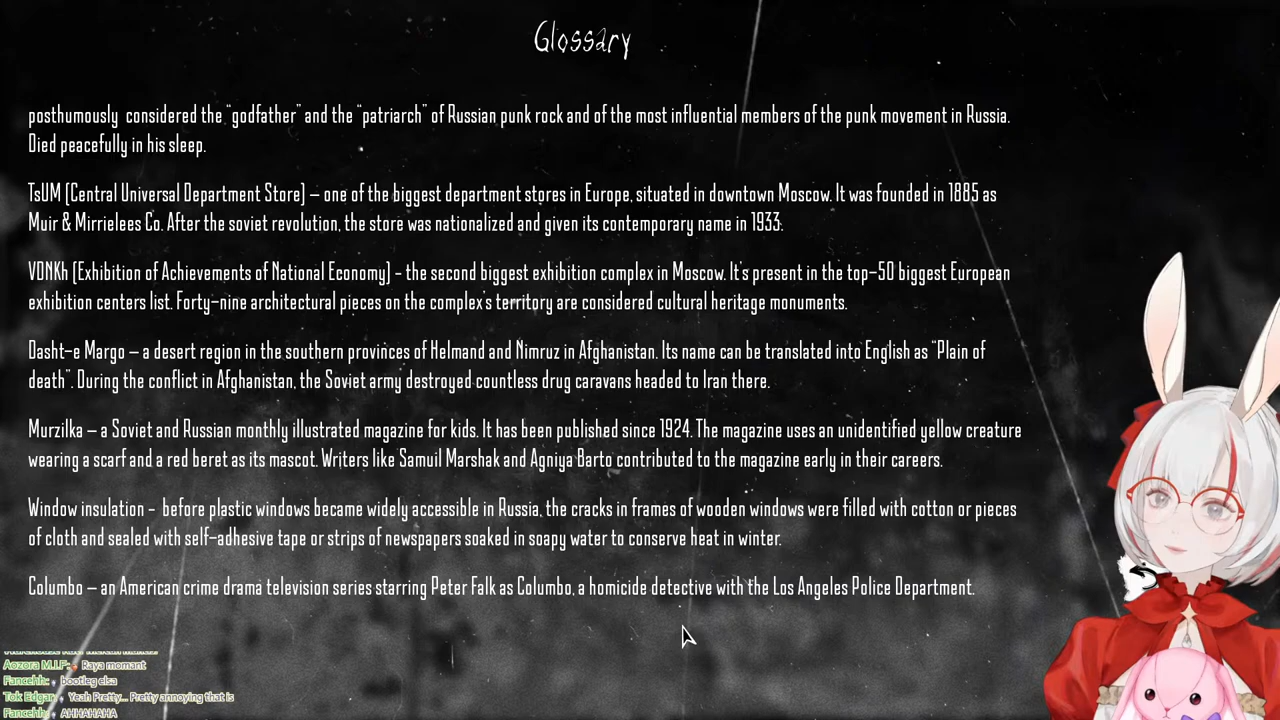 Glossary
posthumously considered the "godfather" and the "patriarch" of Russian punk rock and of the most influential members of the punk movement in Russia.
Died peacefully in his sleep.
TsUM (Central Universal Department Store) – one of the biggest department stores in Europe, situated in downtown Moscow. It was founded in 1885 as
Muir & Mirrielees Co. After the soviet revolution, the store was nationalized and given its contemporary name in 1933.
VDNKh (Exhibition of Achievements of National Economy) - the second biggest exhibition complex in Moscow. It's present in the top-50 biggest European
exhibition centers list. Forty-nine architectural pieces on the complex's territory are considered cultural heritage monuments.
Dasht-e Margo – a desert region in the southern provinces of Helmand and Nimruz in Afghanistan. Its name can be translated into English as "Plain of
death". During the conflict in Afghanistan, the Soviet army destroyed countless drug caravans headed to Iran there.
Murzilka – a Soviet and Russian monthly illustrated magazine for kids. It has been published since 1924. The magazine uses an unidentified yellow creature
wearing a scarf and a red beret as its mascot. Writers like Samuil Marshak and Agniya Barto contributed to the magazine early in their careers.
Window insulation - before plastic windows became widely accessible in Russia, the cracks in frames of wooden windows were filled with cotton or pieces
of cloth and sealed with self-adhesive tape or strips of newspapers soaked in soapy water to conserve heat in winter.
Columbo – an American crime drama television series starring Peter Falk as Columbo, a homicide detective with the Los Angeles Police Department.
Aozora M.I.F: Raya momant
Fancehh: bootleg elsa
Tok Edgar: Yeah Pretty... Pretty annoying that is
Fancehh: AHHAHAHA